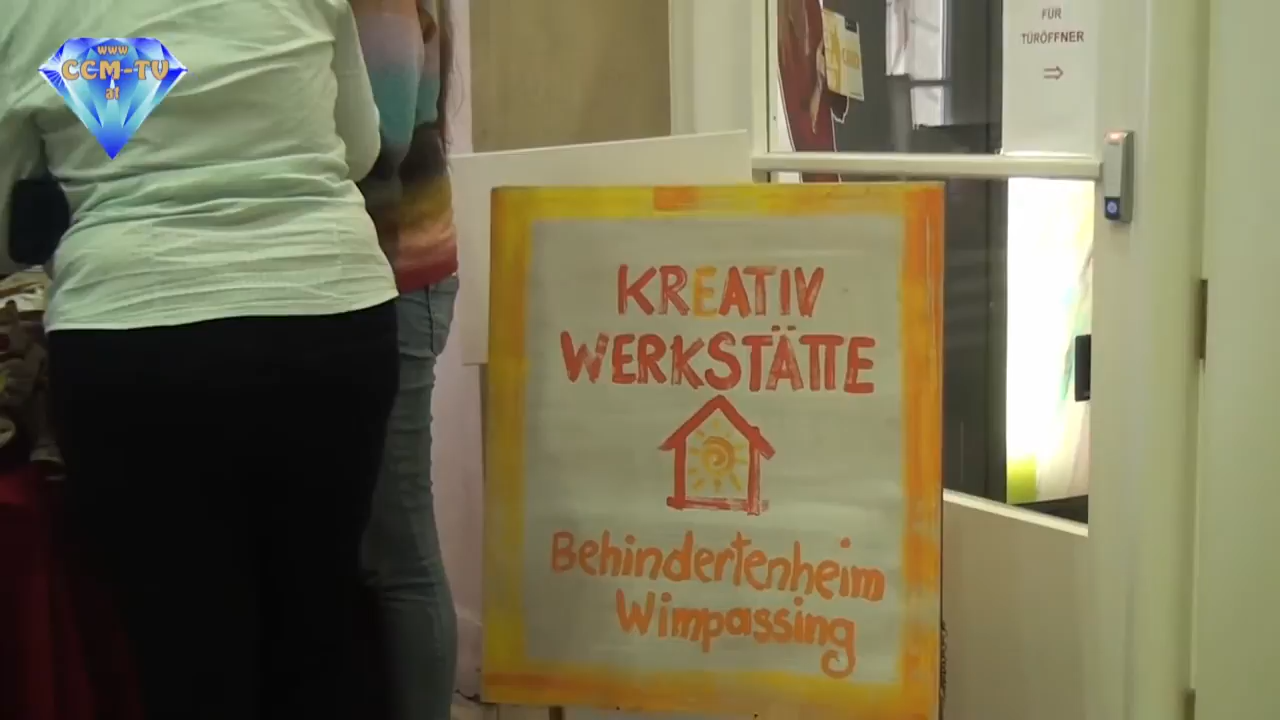 www
CCM-TV
at
FÜR
TÜRÖFFNER
⇒
KREATIV
WERKSTÄTTE
Behindertenheim
Wimpassing